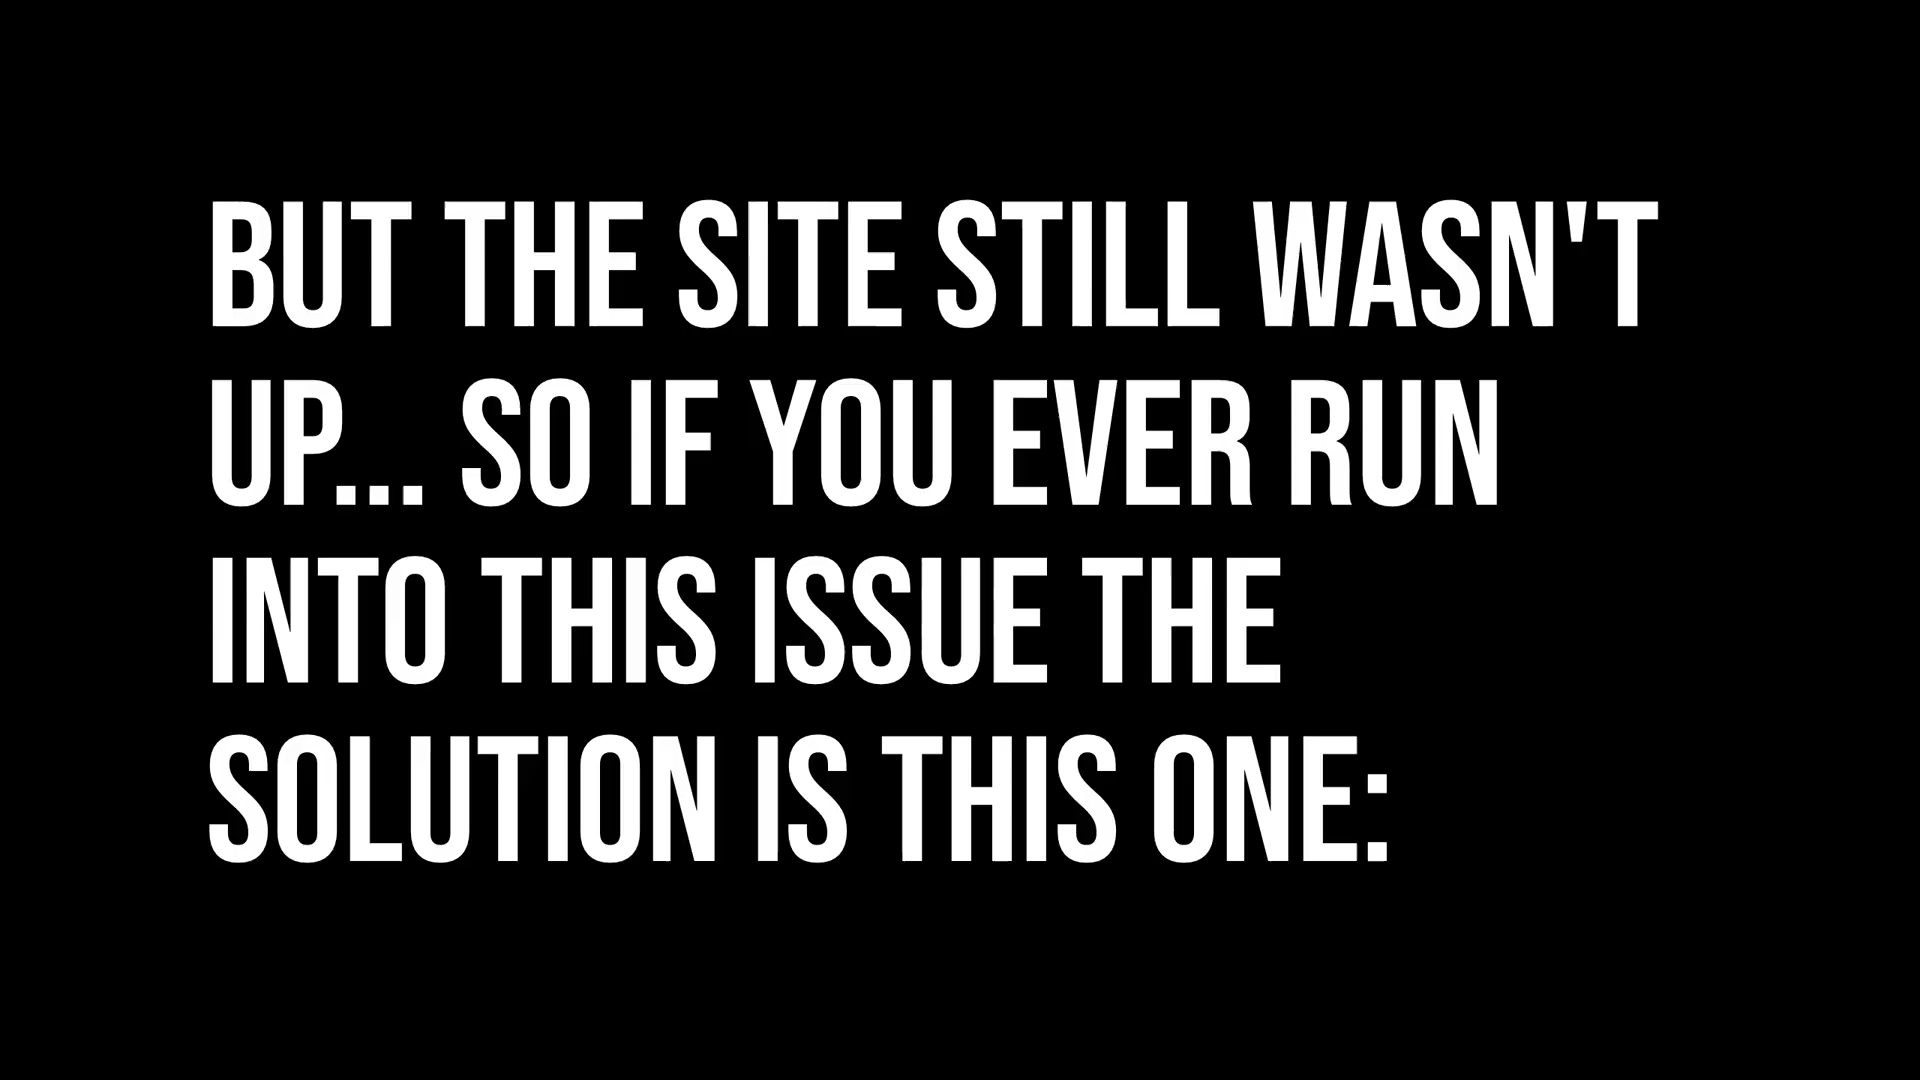 BUT THE SITE STILL WASN'T
UP... SO IF YOU EVER RUN
INTO THIS ISSUE THE
SOLUTION IS THIS ONE: